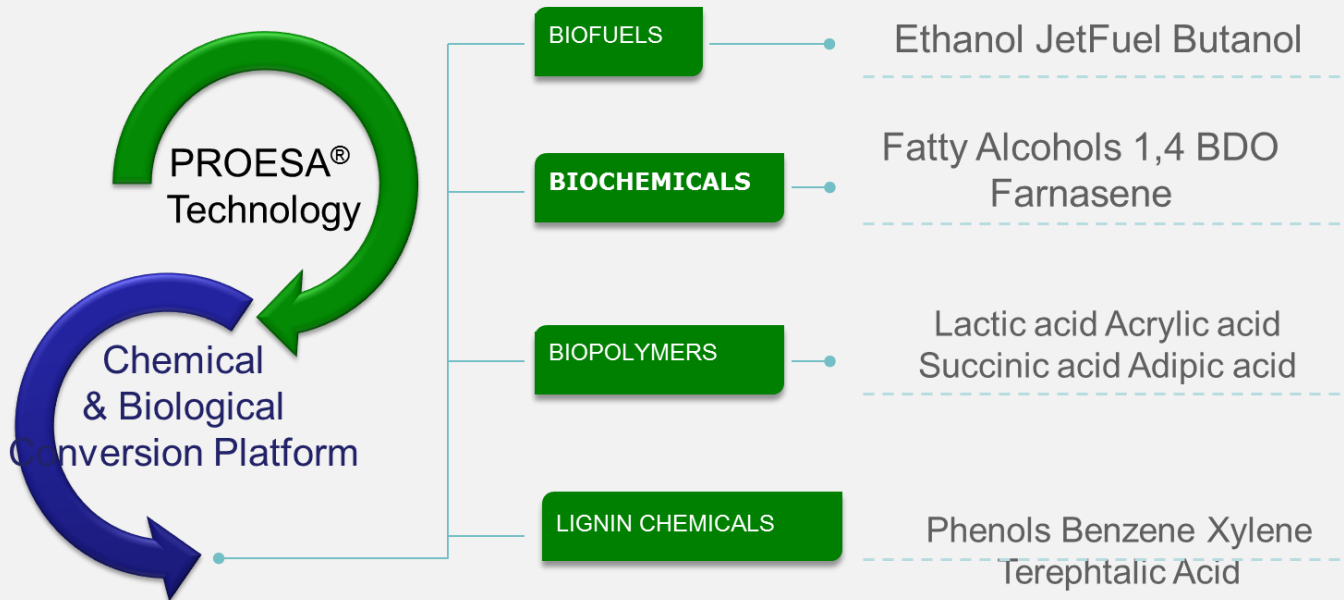 PROESA®
Technology
Chemical
& Biological
Conversion Platform
BIOFUELS
Ethanol JetFuel Butanol
BIOCHEMICALS
Fatty Alcohols 1,4 BDO
Farnasene
BIOPOLYMERS
Lactic acid Acrylic acid
Succinic acid Adipic acid
LIGNIN CHEMICALS
Phenols Benzene Xylene
Terephtalic Acid